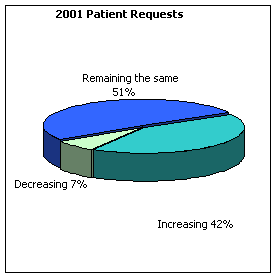 2001 Patient Requests
Remaining the same
51%
Decreasing 7%
Increasing 42%